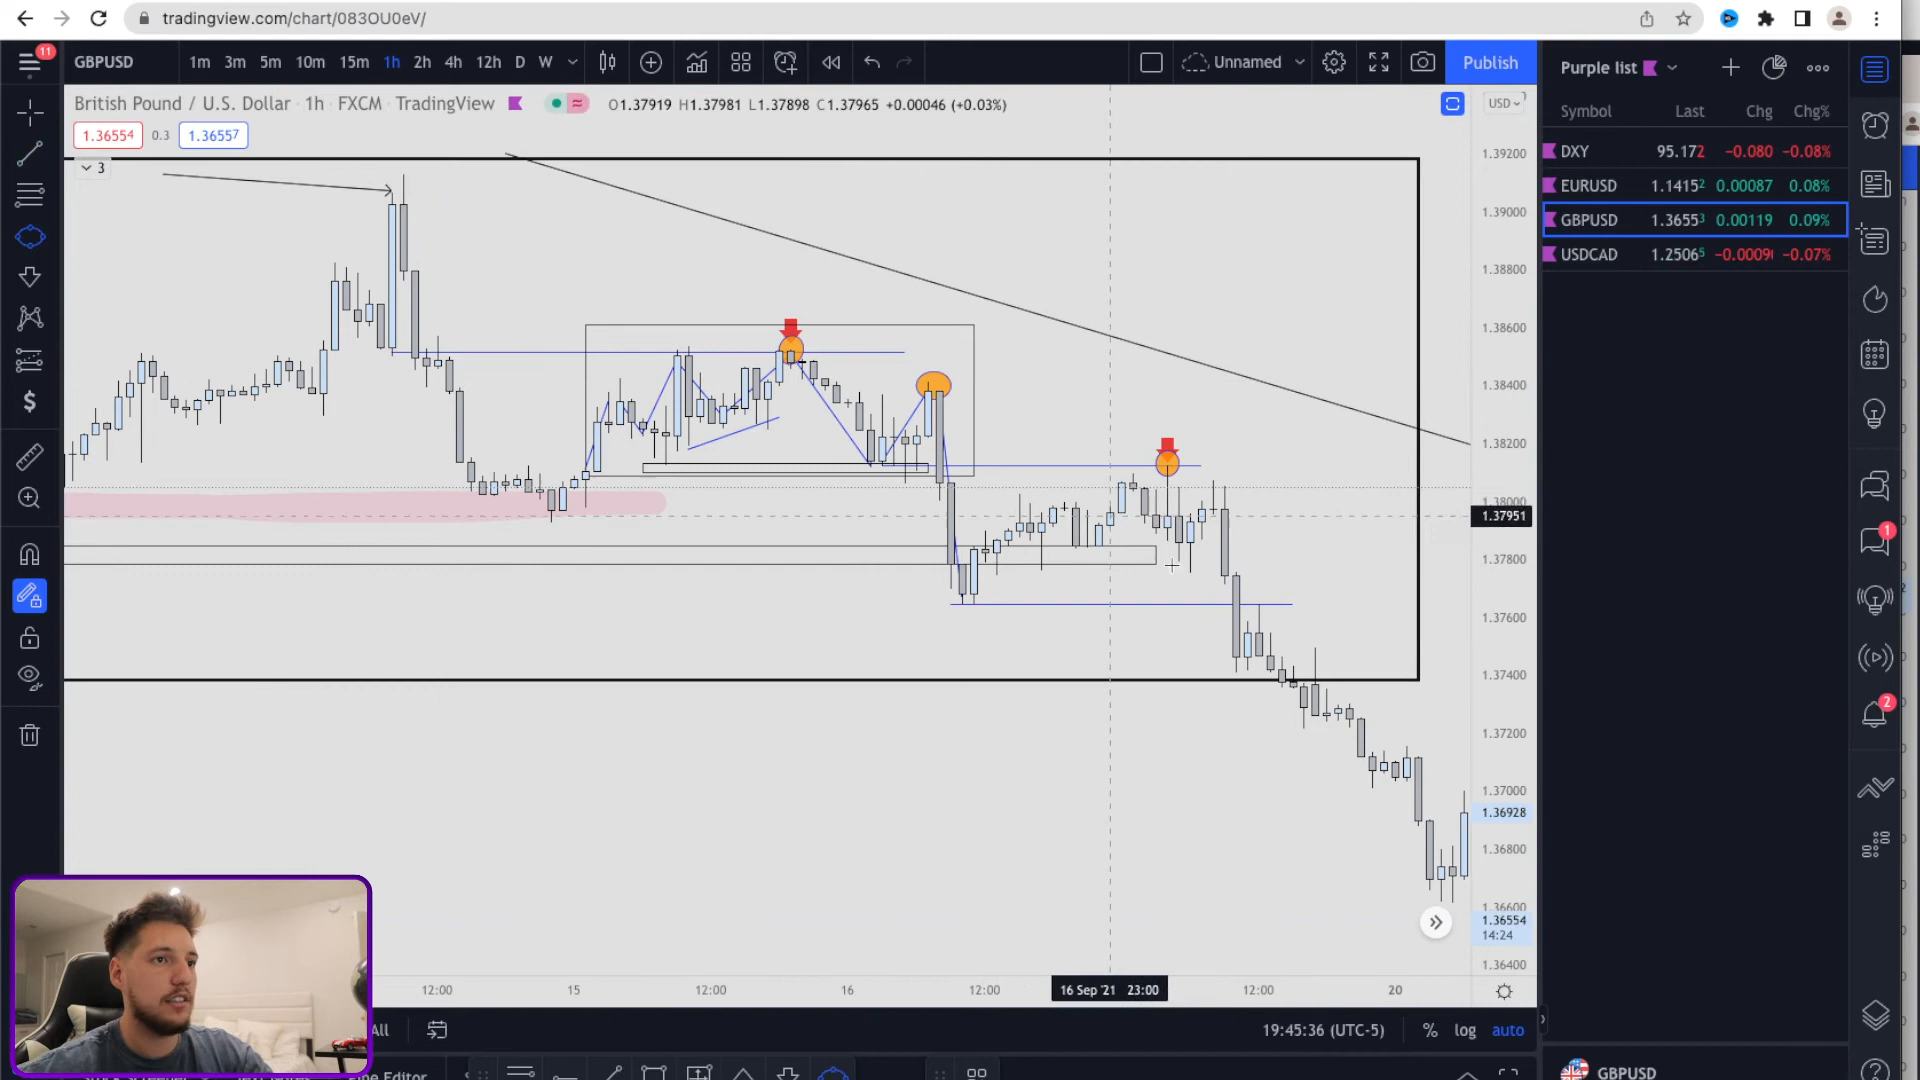 tradingview.com/chart/083OU0eV/
11
GBPUSD 1m 3m 5m 10m 15m 1h 2h 4h 12h D W Unnamed Publish
Purple list
British Pound / U.S. Dollar · 1h · FXCM · TradingView O1.37919 H1.37981 L1.37898 C1.37965 +0.00046 (+0.03%)
USD
1.36554 0.3 1.36557
3
Symbol Last Chg Chg%
DXY 95.172 −0.080 −0.08%
EURUSD 1.14152 0.00087 0.08%
GBPUSD 1.36553 0.00119 0.09%
USDCAD 1.25065 −0.0009 −0.07%
1.39200
1.39000
1.38800
1.38600
1.38400
1.38200
1.38000
1.37951
1.37800
1.37600
1.37400
1.37200
1.37000
1.36928
1.36800
1.36600
1.36554
14:24
1.36400
1
2
12:00 15 12:00 16 12:00 16 Sep '21 23:00 12:00 20
All 19:45:36 (UTC-5) % log auto
Pine Editor
GBPUSD